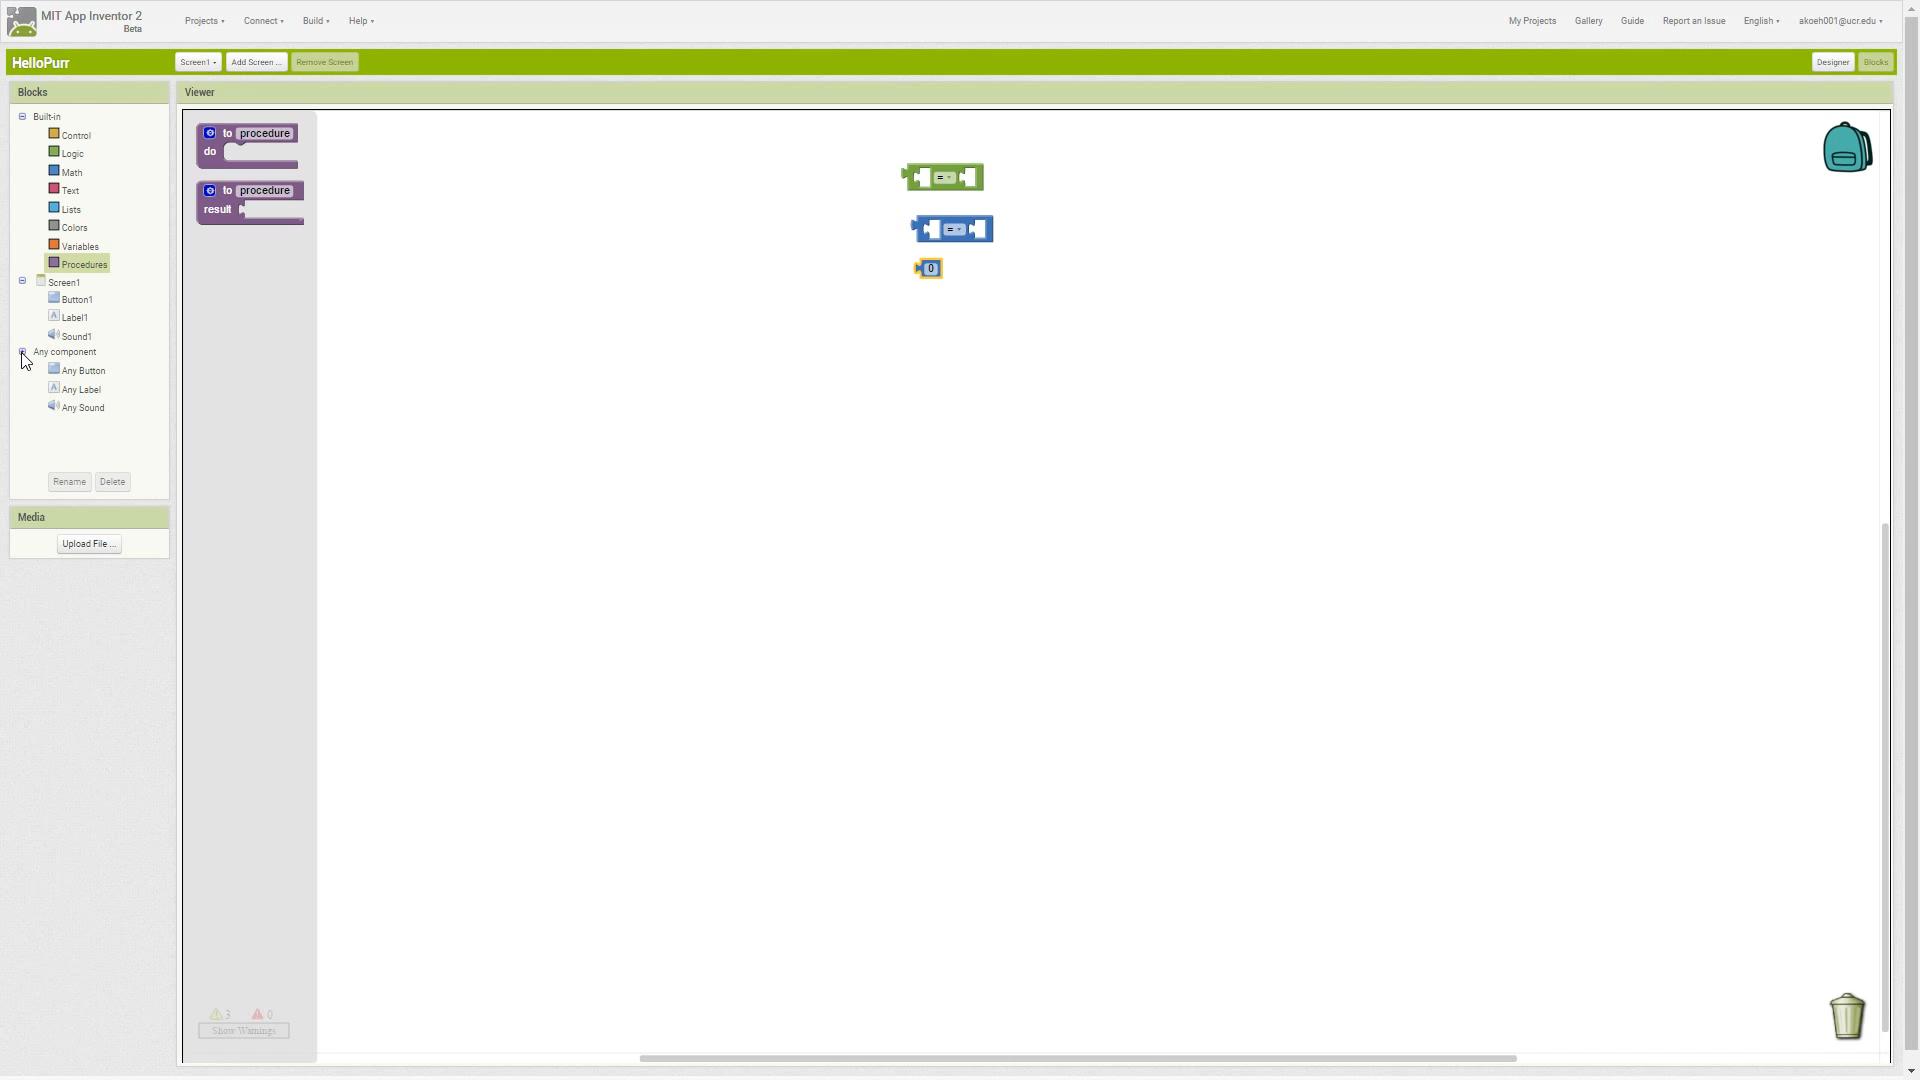 MIT App Inventor 2
Beta
Projects
Connect
Build
Help
My Projects
Gallery
Guide
Report an Issue
English
akoeh001@ucr.edu
HelloPurr
Screen1
Add Screen ...
Remove Screen
Designer
Blocks
Blocks
Viewer
Built-in
Control
Logic
Math
Text
Lists
Colors
Variables
Procedures
Screen1
Button1
Label1
Sound1
Any component
Any Button
Any Label
Any Sound
Rename
Delete
Media
Upload File ...
to procedure
do
to procedure
result
=
=
0
3
0
Show Warnings